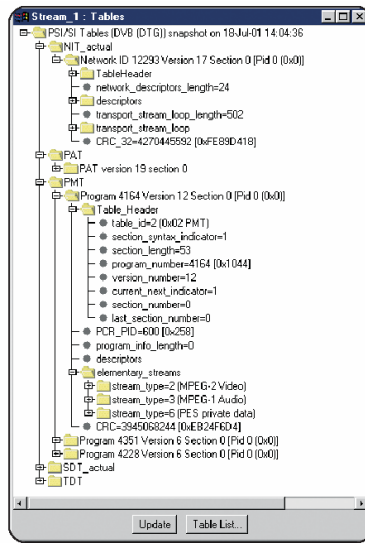 Stream_1 : Tables
PSI/SI Tables (DVB (DTG)) snapshot on 18-Jul-01 14:04:36
NIT_actual
Network ID 12293 Version 17 Section 0 [Pid 0 (0x0)]
TableHeader
network_descriptors_length=24
descriptors
transport_stream_loop_length=502
transport_stream_loop
CRC_32=4270445592 [0xFE89D418]
PAT
PAT version 19 section 0
PMT
Program 4164 Version 12 Section 0 [Pid 0 (0x0)]
Table_Header
table_id=2 (0x02 PMT)
section_syntax_indicator=1
section_length=53
program_number=4164 [0x1044]
version_number=12
current_next_indicator=1
section_number=0
last_section_number=0
PCR_PID=600 [0x258]
program_info_length=0
descriptors
elementary_streams
stream_type=2 (MPEG-2 Video)
stream_type=3 (MPEG-1 Audio)
stream_type=6 (PES private data)
CRC=3945068244 [0xEB24F6D4]
Program 4351 Version 6 Section 0 [Pid 0 (0x0)]
Program 4228 Version 6 Section 0 [Pid 0 (0x0)]
SDT_actual
TDT
Update
Table List...